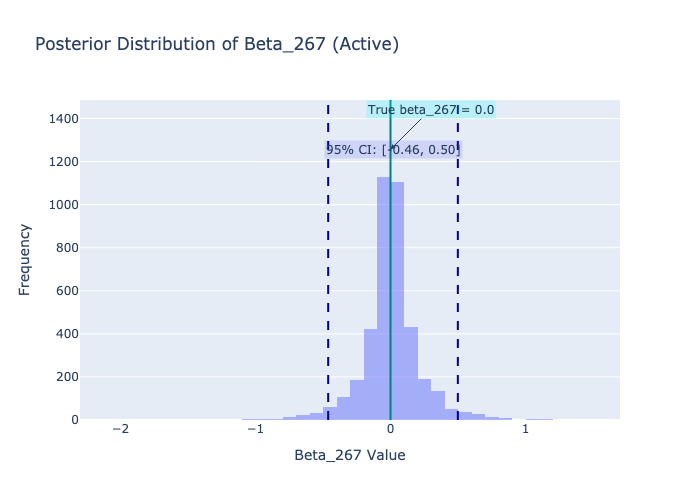 Posterior Distribution of Beta_267 (Active)
True beta_267 = 0.0
95% CI: [-0.46, 0.50]
1400
1200
1000
800
600
400
200
0
Frequency
−2
−1
0
1
Beta_267 Value